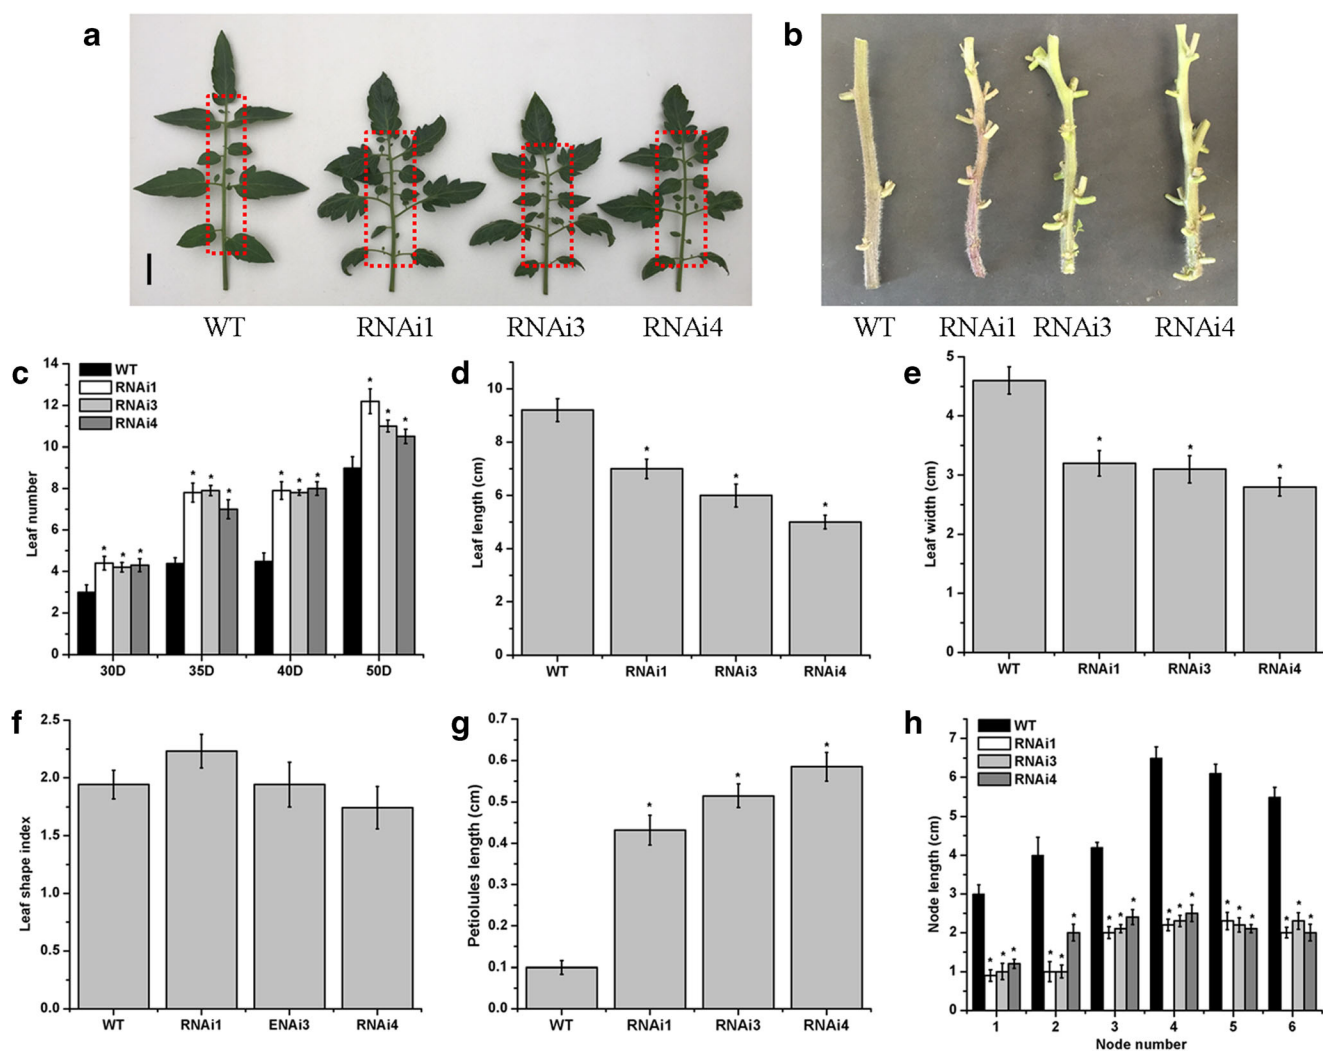 a
b
WT RNAi1 RNAi3 RNAi4
WT RNAi1 RNAi3 RNAi4
c
WT
RNAi1
RNAi3
RNAi4
Leaf number
14
12
10
8
6
4
2
0
30D 35D 40D 50D
d
Leaf length (cm)
10
8
6
4
2
0
WT RNAi1 RNAi3 RNAi4
e
Leaf width (cm)
5
4
3
2
1
0
WT RNAi1 RNAi3 RNAi4
f
Leaf shape index
2.5
2.0
1.5
1.0
0.5
0.0
WT RNAi1 ENAi3 RNAi4
g
Petiolules length (cm)
0.7
0.6
0.5
0.4
0.3
0.2
0.1
0.0
WT RNAi1 RNAi3 RNAi4
h
WT
RNAi1
RNAi3
RNAi4
Node length (cm)
7
6
5
4
3
2
1
0
1 2 3 4 5 6
Node number